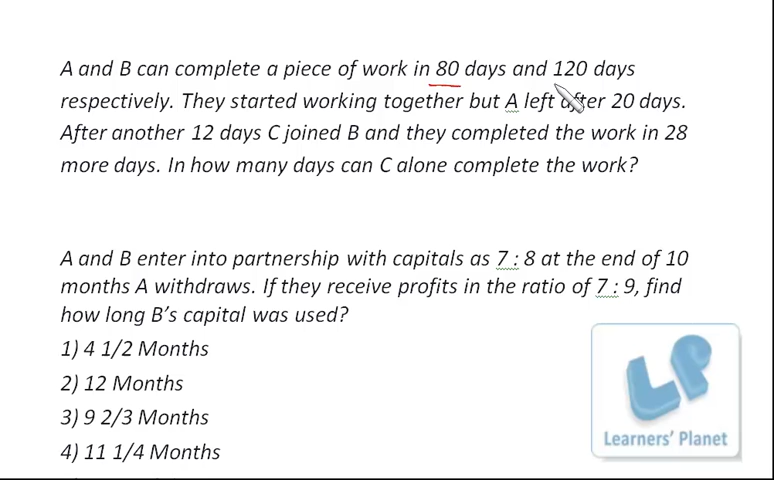 A and B can complete a piece of work in 80 days and 120 days
respectively. They started working together but A left after 20 days.
After another 12 days C joined B and they completed the work in 28
more days. In how many days can C alone complete the work?
A and B enter into partnership with capitals as 7 : 8 at the end of 10
months A withdraws. If they receive profits in the ratio of 7 : 9, find
how long B's capital was used?
1) 4 1/2 Months
2) 12 Months
3) 9 2/3 Months
4) 11 1/4 Months
LP
Learners' Planet